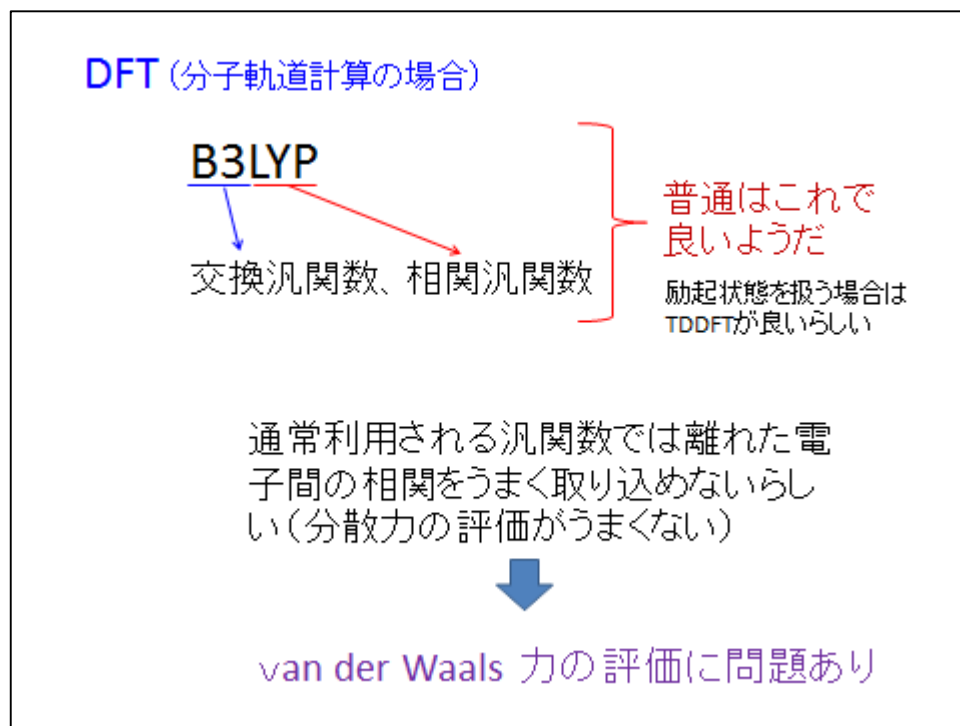 DFT (分子軌道計算の場合)
B3LYP
交換汎関数、相関汎関数
普通はこれで
良いようだ
励起状態を扱う場合は
TDDFTが良いらしい
通常利用される汎関数では離れた電
子間の相関をうまく取り込めないらし
い(分散力の評価がうまくない)
van der Waals 力の評価に問題あり